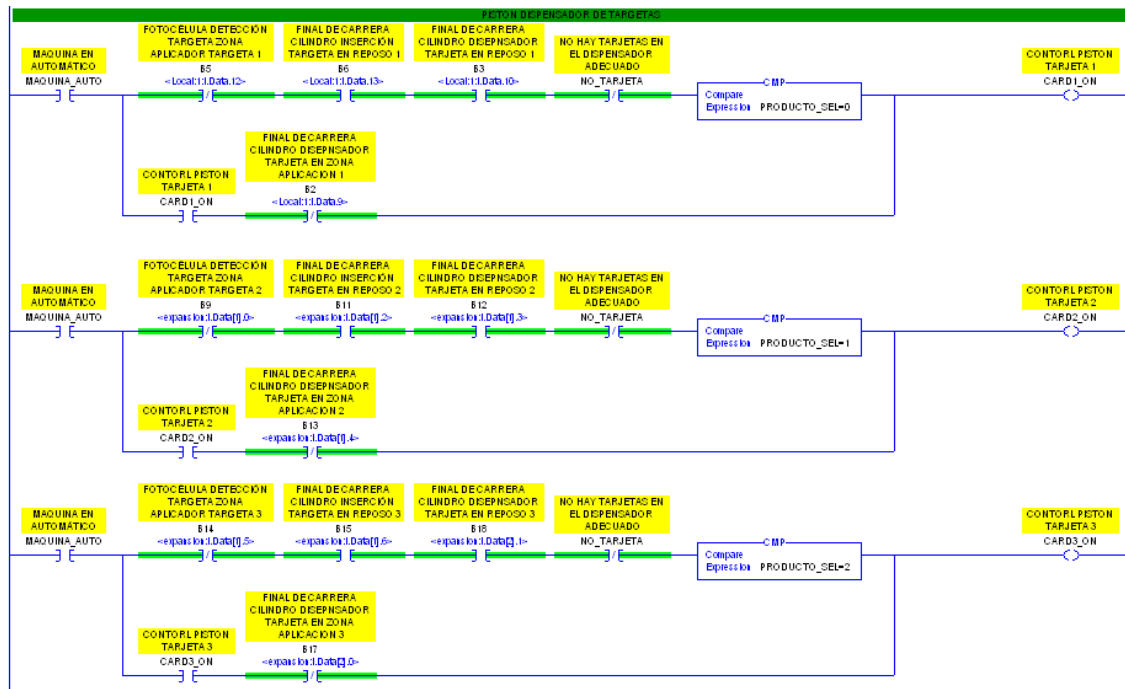 PISTON DISPENSADOR DE TARGETAS
MAQUINA EN
AUTOMÁTICO
MAQUINA_AUTO
FOTOCÉLULA DETECCIÓN
TARGETA ZONA
APLICADOR TARGETA 1
B5
<Local:1:I.Data.12>
FINAL DE CARRERA
CILINDRO INSERCIÓN
TARGETA EN REPOSO 1
B6
<Local:1:I.Data.13>
FINAL DE CARRERA
CILINDRO DISEPNSADOR
TARJETA EN REPOSO 1
B3
<Local:1:I.Data.10>
NO HAY TARJETAS EN
EL DISPENSADOR
ADECUADO
NO_TARJETA
CMP
Compare
Expression PRODUCTO_SEL=0
CONTORL PISTON
TARJETA 1
CARD1_ON
CONTORL PISTON
TARJETA 1
CARD1_ON
FINAL DE CARRERA
CILINDRO DISEPNSADOR
TARJETA EN ZONA
APLICACION 1
B2
<Local:1:I.Data.9>
MAQUINA EN
AUTOMÁTICO
MAQUINA_AUTO
FOTOCÉLULA DETECCIÓN
TARGETA ZONA
APLICADOR TARGETA 2
B9
<expansion:I.Data[1].0>
FINAL DE CARRERA
CILINDRO INSERCIÓN
TARGETA EN REPOSO 2
B11
<expansion:I.Data[1].2>
FINAL DE CARRERA
CILINDRO DISEPNSADOR
TARJETA EN REPOSO 2
B12
<expansion:I.Data[1].3>
NO HAY TARJETAS EN
EL DISPENSADOR
ADECUADO
NO_TARJETA
CMP
Compare
Expression PRODUCTO_SEL=1
CONTORL PISTON
TARJETA 2
CARD2_ON
CONTORL PISTON
TARJETA 2
CARD2_ON
FINAL DE CARRERA
CILINDRO DISEPNSADOR
TARJETA EN ZONA
APLICACION 2
B13
<expansion:I.Data[1].4>
MAQUINA EN
AUTOMÁTICO
MAQUINA_AUTO
FOTOCÉLULA DETECCIÓN
TARGETA ZONA
APLICADOR TARGETA 3
B14
<expansion:I.Data[1].5>
FINAL DE CARRERA
CILINDRO INSERCIÓN
TARGETA EN REPOSO 3
B15
<expansion:I.Data[1].6>
FINAL DE CARRERA
CILINDRO DISEPNSADOR
TARJETA EN REPOSO 3
B18
<expansion:I.Data[2].1>
NO HAY TARJETAS EN
EL DISPENSADOR
ADECUADO
NO_TARJETA
CMP
Compare
Expression PRODUCTO_SEL=2
CONTORL PISTON
TARJETA 3
CARD3_ON
CONTORL PISTON
TARJETA 3
CARD3_ON
FINAL DE CARRERA
CILINDRO DISEPNSADOR
TARJETA EN ZONA
APLICACION 3
B17
<expansion:I.Data[2].0>